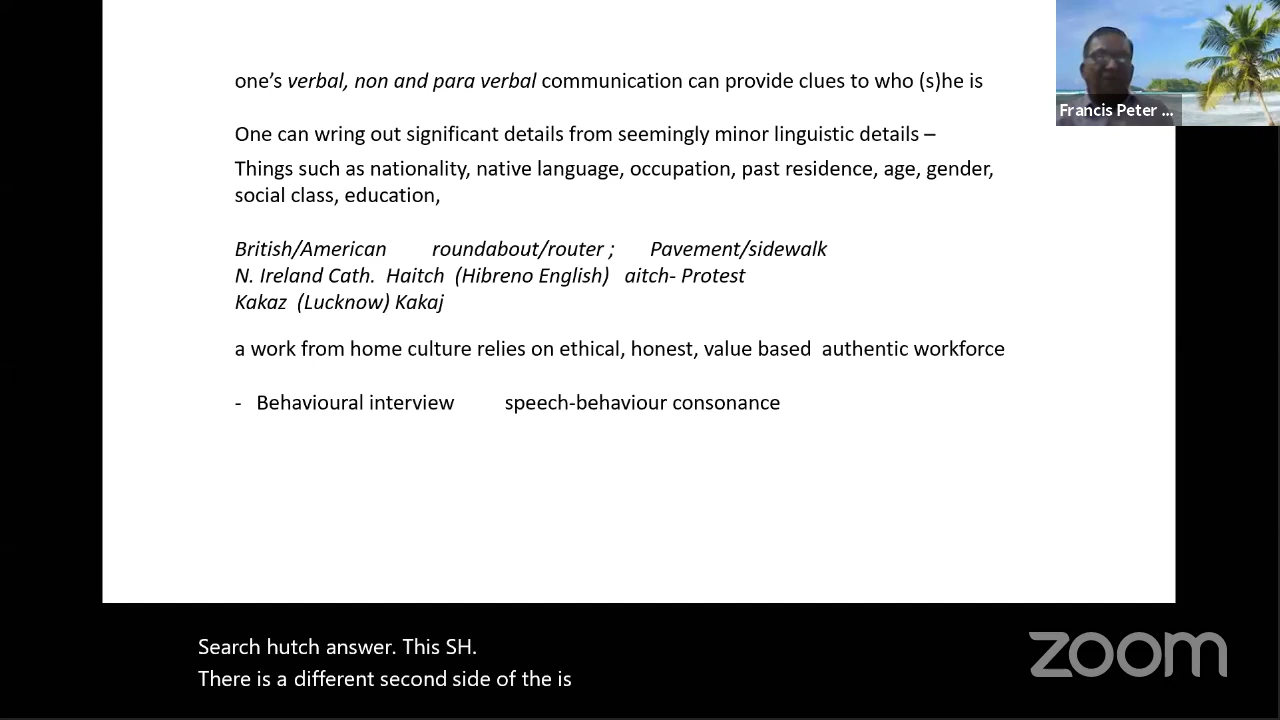 one's verbal, non and para verbal communication can provide clues to who (s)he is
Francis Peter ...
One can wring out significant details from seemingly minor linguistic details –
Things such as nationality, native language, occupation, past residence, age, gender,
social class, education,
British/American roundabout/router ; Pavement/sidewalk
N. Ireland Cath. Haitch (Hibreno English) aitch- Protest
Kakaz (Lucknow) Kakaj
a work from home culture relies on ethical, honest, value based authentic workforce
- Behavioural interview speech-behaviour consonance
Search hutch answer. This SH.
There is a different second side of the is
zoom